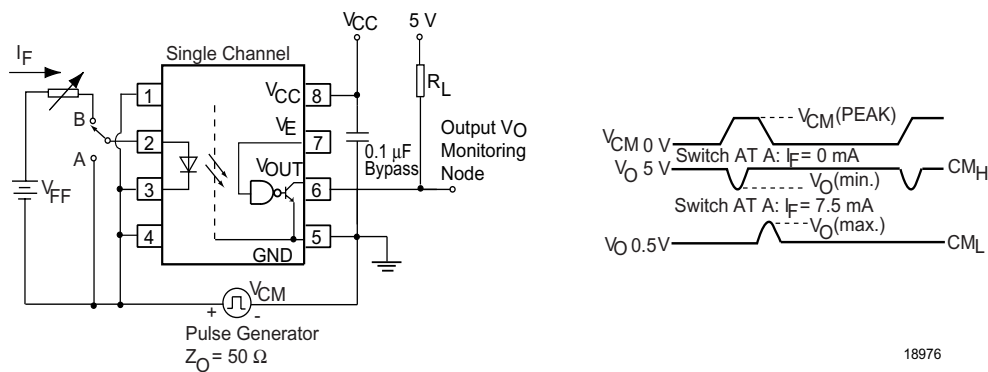 V_CC 5 V
I_F Single Channel
R_L
1 V_CC 8
B V_E
2 7
Output V_O
Monitoring
Node
0.1 µF
Bypass
A V_OUT
V_FF 3 6
4 5
GND
V_CM
+ -
Pulse Generator
Z_O = 50 Ω
V_CM 0 V V_CM (PEAK)
Switch AT A: I_F = 0 mA
V_O 5 V CM_H
V_O (min.)
Switch AT A: I_F = 7.5 mA
V_O (max.)
V_O 0.5 V CM_L
18976